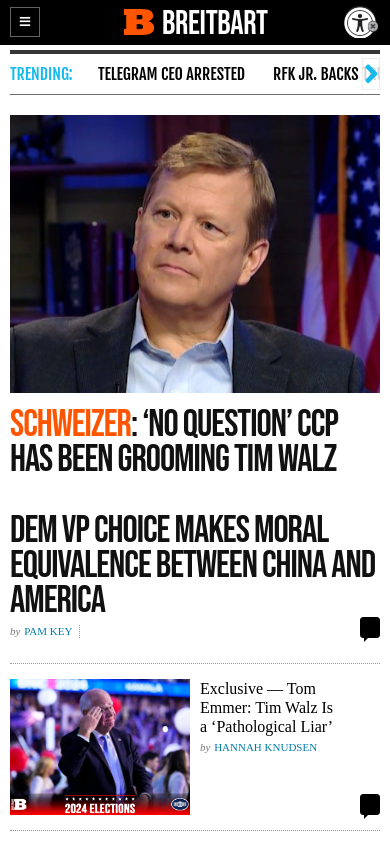 B BREITBART
TRENDING: TELEGRAM CEO ARRESTED RFK JR. BACKS
SCHWEIZER: ‘NO QUESTION’ CCP
HAS BEEN GROOMING TIM WALZ
DEM VP CHOICE MAKES MORAL
EQUIVALENCE BETWEEN CHINA AND
AMERICA
by PAM KEY
Exclusive — Tom
Emmer: Tim Walz Is
a ‘Pathological Liar’
by HANNAH KNUDSEN
B 2024 ELECTIONS